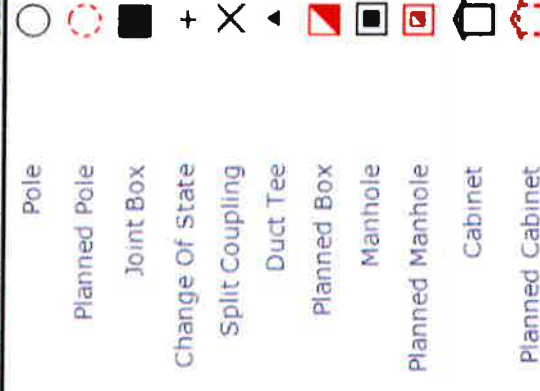 Pole
Planned Pole
Joint Box
Change Of State
Split Coupling
Duct Tee
Planned Box
Manhole
Planned Manhole
Cabinet
Planned Cabinet